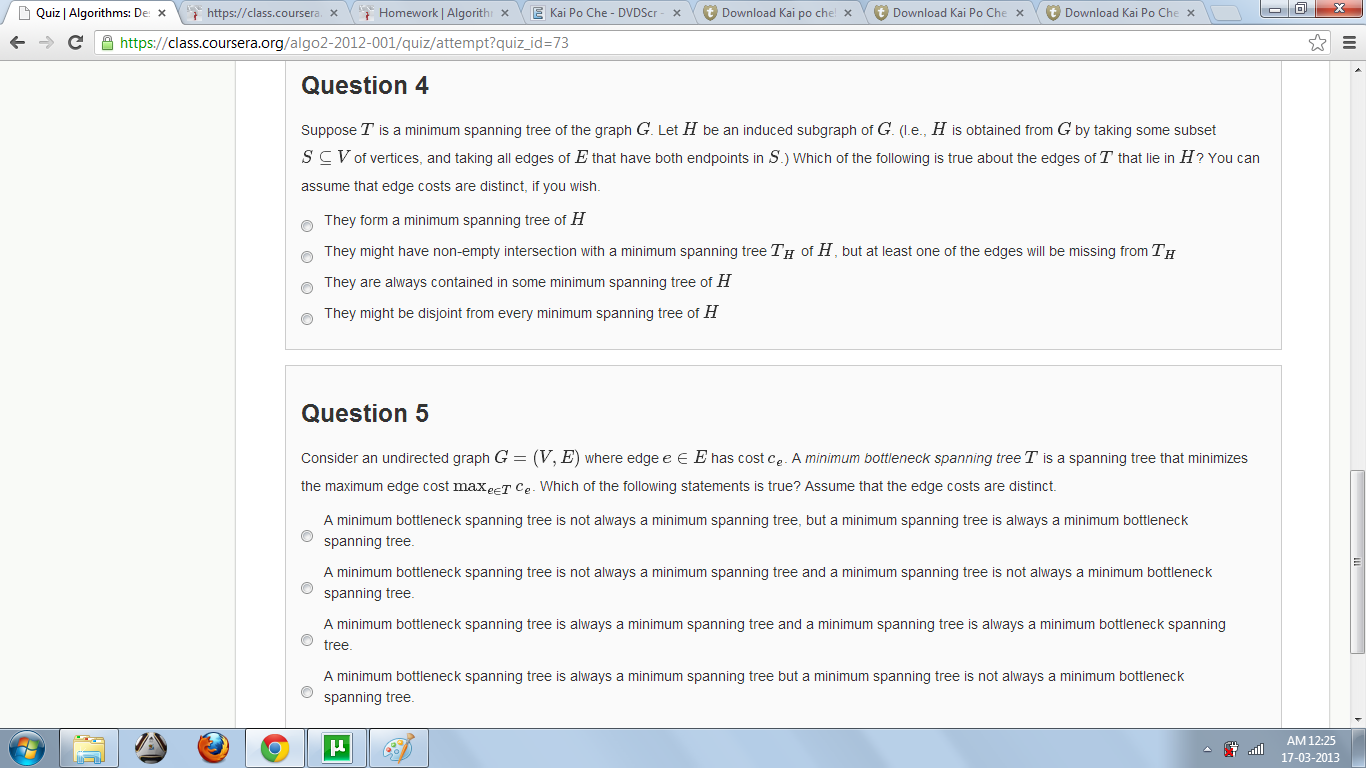 Quiz | Algorithms: Des
https://class.coursera.
Homework | Algorithm
Kai Po Che - DVDScr -
Download Kai po che!
Download Kai Po Che
Download Kai Po Che
https://class.coursera.org/algo2-2012-001/quiz/attempt?quiz_id=73
Question 4
Suppose T is a minimum spanning tree of the graph G. Let H be an induced subgraph of G. (I.e., H is obtained from G by taking some subset
S ⊆ V of vertices, and taking all edges of E that have both endpoints in S.) Which of the following is true about the edges of T that lie in H? You can
assume that edge costs are distinct, if you wish.
They form a minimum spanning tree of H
They might have non-empty intersection with a minimum spanning tree T_H of H, but at least one of the edges will be missing from T_H
They are always contained in some minimum spanning tree of H
They might be disjoint from every minimum spanning tree of H
Question 5
Consider an undirected graph G = (V, E) where edge e ∈ E has cost c_e. A minimum bottleneck spanning tree T is a spanning tree that minimizes
the maximum edge cost max_{e∈T} c_e. Which of the following statements is true? Assume that the edge costs are distinct.
A minimum bottleneck spanning tree is not always a minimum spanning tree, but a minimum spanning tree is always a minimum bottleneck
spanning tree.
A minimum bottleneck spanning tree is not always a minimum spanning tree and a minimum spanning tree is not always a minimum bottleneck
spanning tree.
A minimum bottleneck spanning tree is always a minimum spanning tree and a minimum spanning tree is always a minimum bottleneck spanning
tree.
A minimum bottleneck spanning tree is always a minimum spanning tree but a minimum spanning tree is not always a minimum bottleneck
spanning tree.
AM 12:25
17-03-2013